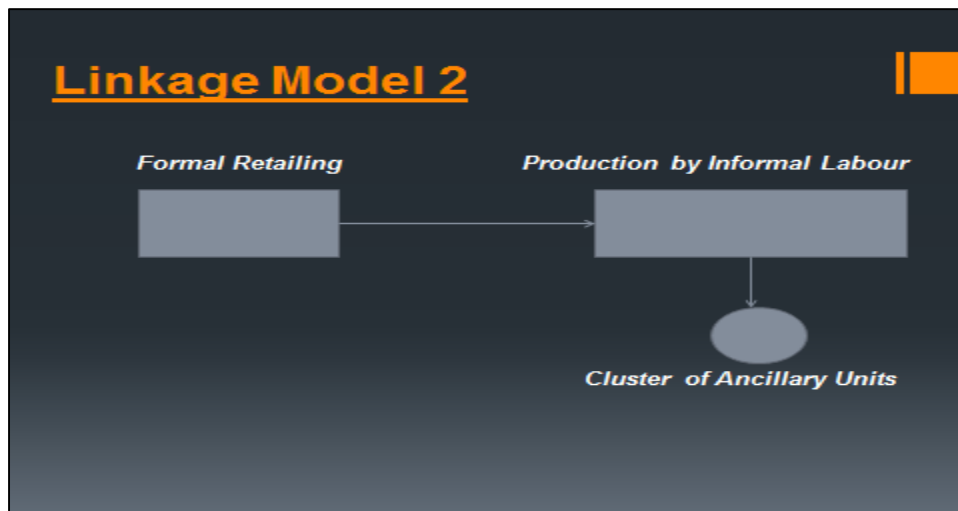 Linkage Model 2
Formal Retailing
Production by Informal Labour
Cluster of Ancillary Units